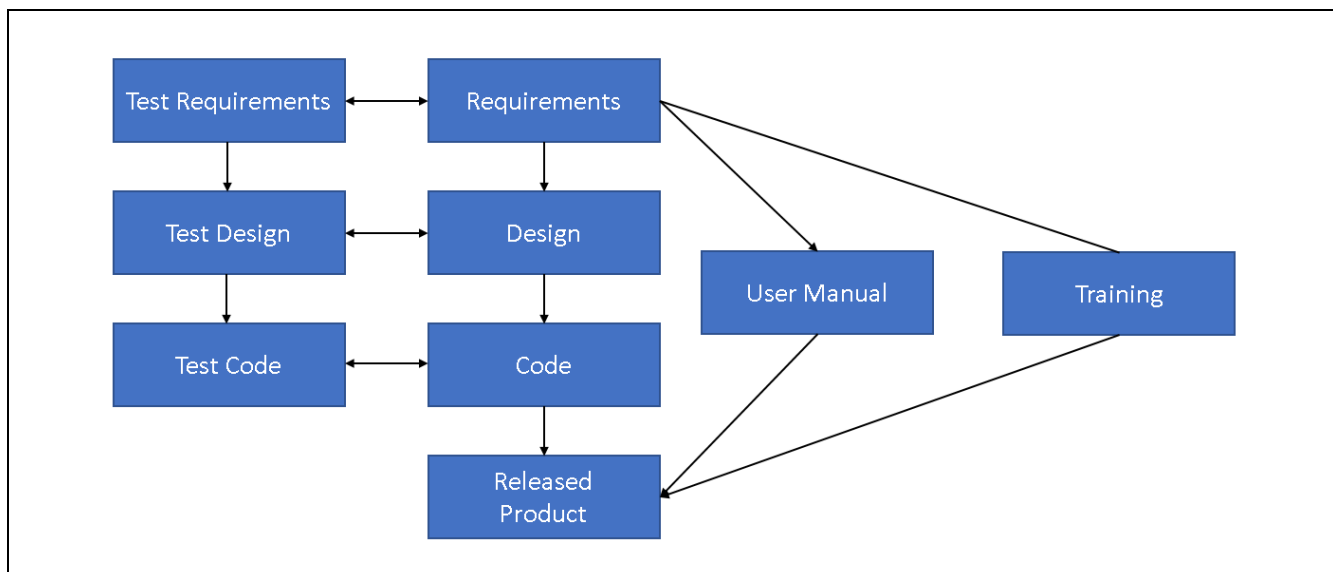 Test Requirements
Requirements
Test Design
Design
User Manual
Training
Test Code
Code
Released
Product